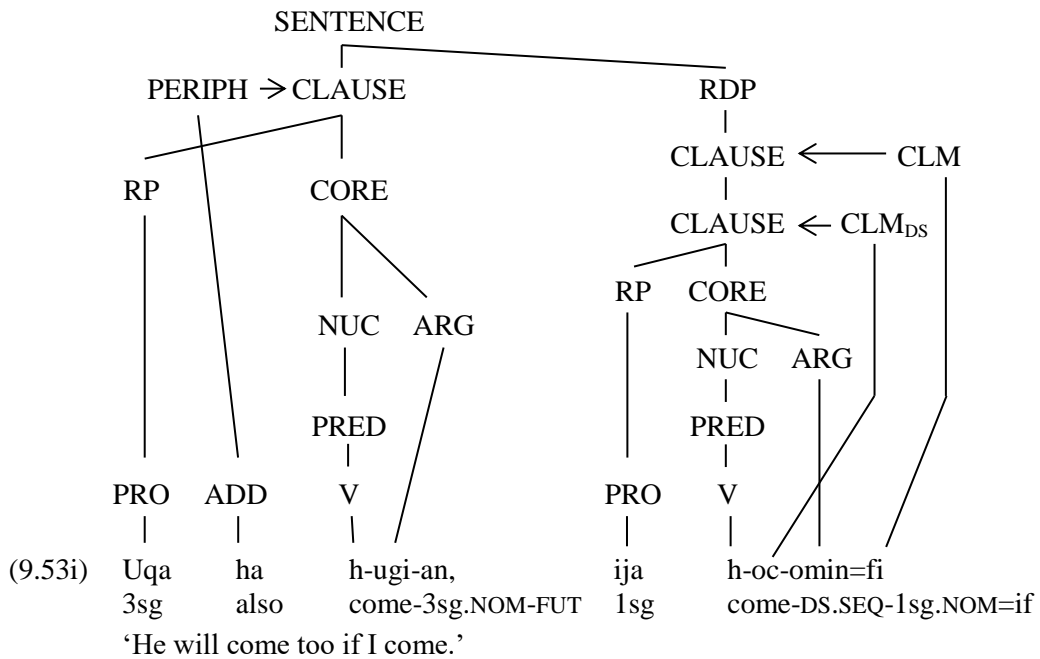 SENTENCE
PERIPH → CLAUSE RDP
CLAUSE ← CLM
RP CORE
CLAUSE ← CLM_DS
RP CORE
NUC ARG
NUC ARG
PRED PRED
PRO ADD V PRO V
(9.53i) Uqa ha h-ugi-an, ija h-oc-omin=fi
3sg also come-3sg.NOM-FUT 1sg come-DS.SEQ-1sg.NOM=if
‘He will come too if I come.’